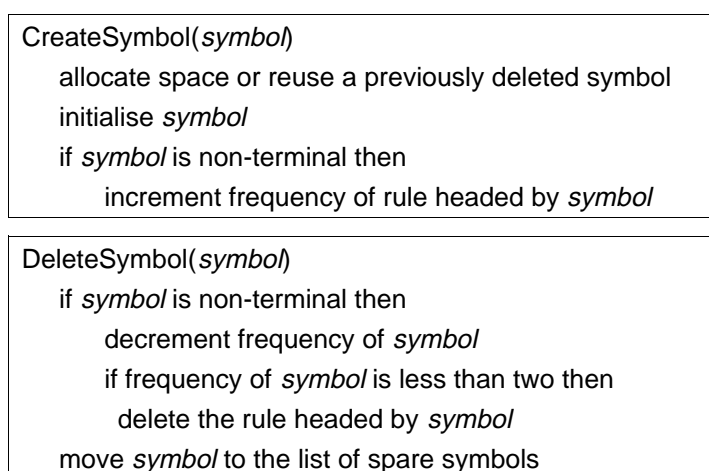 CreateSymbol(symbol)
allocate space or reuse a previously deleted symbol
initialise symbol
if symbol is non-terminal then
increment frequency of rule headed by symbol
DeleteSymbol(symbol)
if symbol is non-terminal then
decrement frequency of symbol
if frequency of symbol is less than two then
delete the rule headed by symbol
move symbol to the list of spare symbols